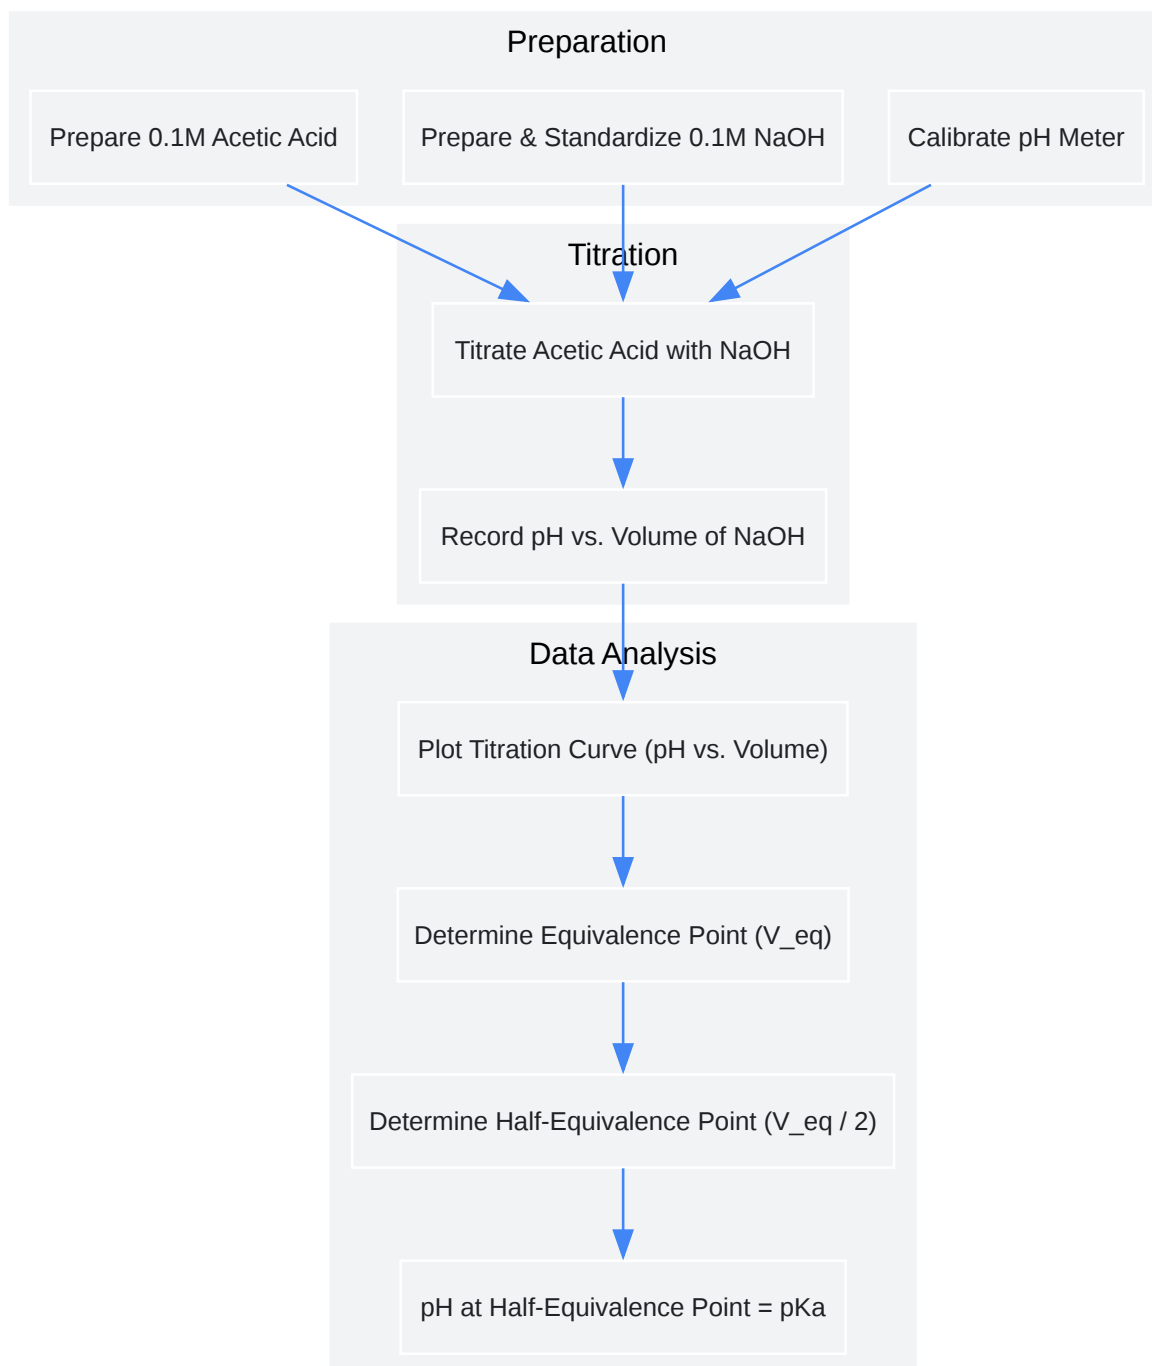 Preparation
Prepare 0.1M Acetic Acid
Prepare & Standardize 0.1M NaOH
Calibrate pH Meter
Titration
Titrate Acetic Acid with NaOH
Record pH vs. Volume of NaOH
Data Analysis
Plot Titration Curve (pH vs. Volume)
Determine Equivalence Point (V_eq)
Determine Half-Equivalence Point (V_eq / 2)
pH at Half-Equivalence Point = pKa